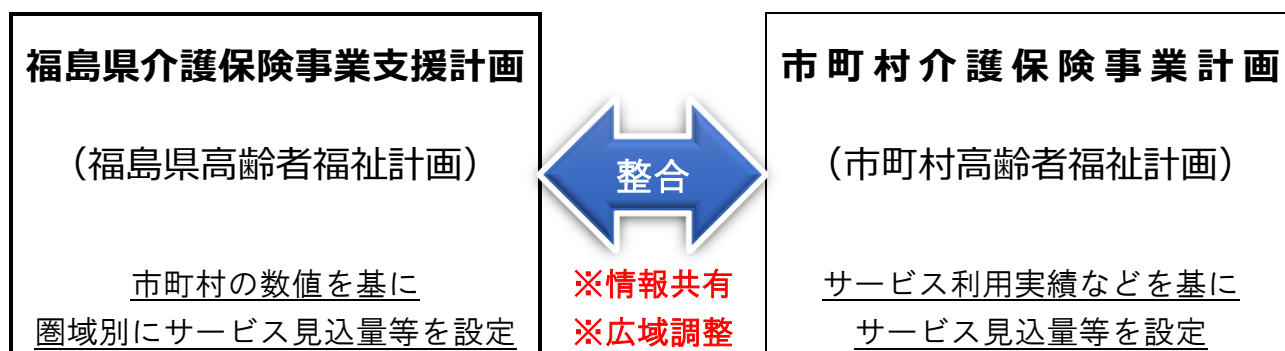 福島県介護保険事業支援計画
（福島県高齢者福祉計画）
市町村の数値を基に
圏域別にサービス見込量等を設定
整合
※情報共有
※広域調整
市町村介護保険事業計画
（市町村高齢者福祉計画）
サービス利用実績などを基に
サービス見込量等を設定